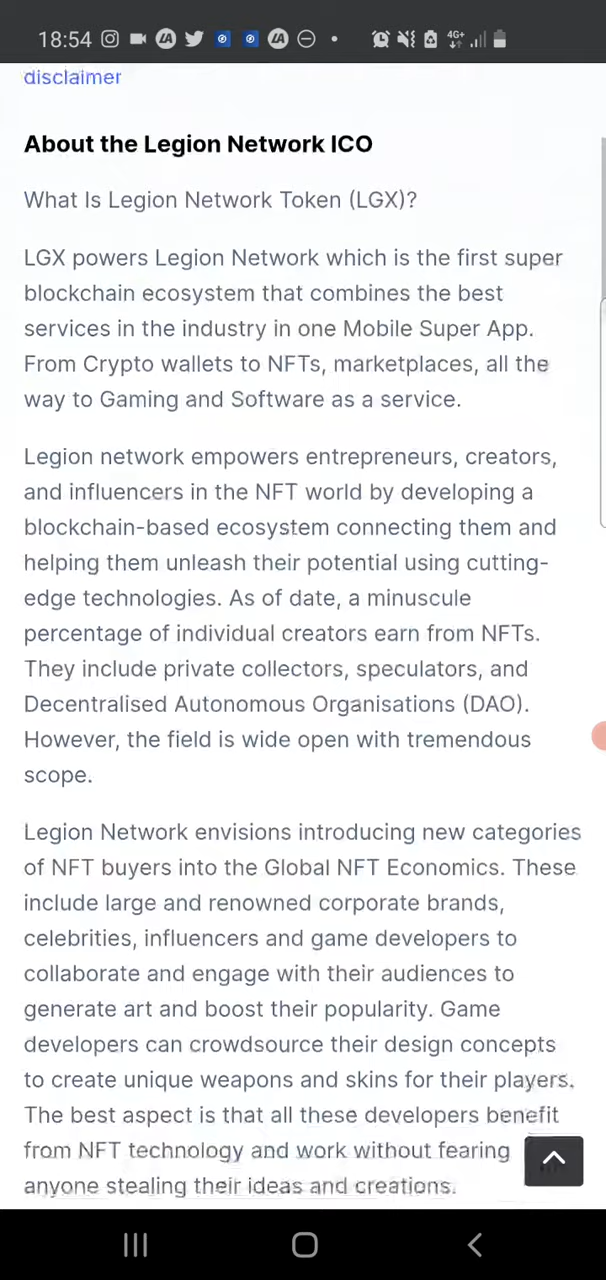 18:54
4G+
disclaimer
About the Legion Network ICO
What Is Legion Network Token (LGX)?
LGX powers Legion Network which is the first super
blockchain ecosystem that combines the best
services in the industry in one Mobile Super App.
From Crypto wallets to NFTs, marketplaces, all the
way to Gaming and Software as a service.
Legion network empowers entrepreneurs, creators,
and influencers in the NFT world by developing a
blockchain-based ecosystem connecting them and
helping them unleash their potential using cutting-
edge technologies. As of date, a minuscule
percentage of individual creators earn from NFTs.
They include private collectors, speculators, and
Decentralised Autonomous Organisations (DAO).
However, the field is wide open with tremendous
scope.
Legion Network envisions introducing new categories
of NFT buyers into the Global NFT Economics. These
include large and renowned corporate brands,
celebrities, influencers and game developers to
collaborate and engage with their audiences to
generate art and boost their popularity. Game
developers can crowdsource their design concepts
to create unique weapons and skins for their players.
The best aspect is that all these developers benefit
from NFT technology and work without fearing
anyone stealing their ideas and creations.